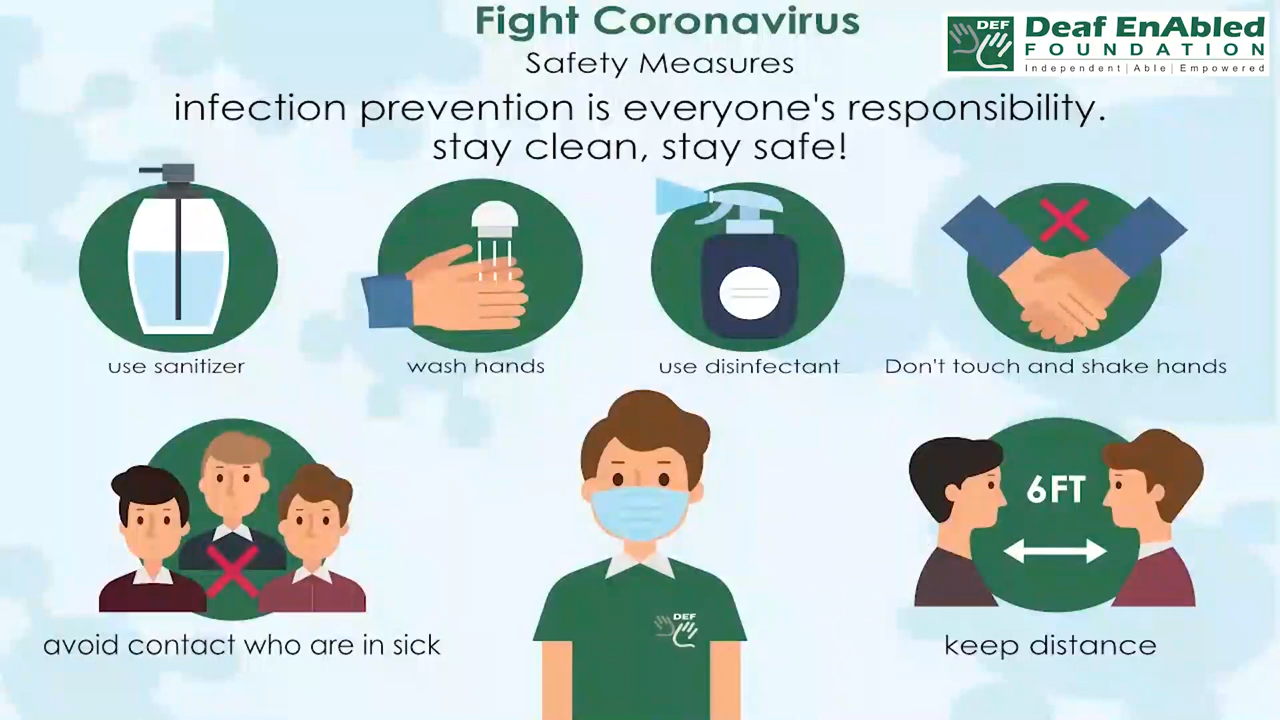 Fight Coronavirus
Safety Measures
DEF
Deaf EnAbled
FOUNDATION
Independent|Able|Empowered
infection prevention is everyone's responsibility.
stay clean, stay safe!
use sanitizer
wash hands
use disinfectant
Don't touch and shake hands
6FT
DEF
avoid contact who are in sick
keep distance